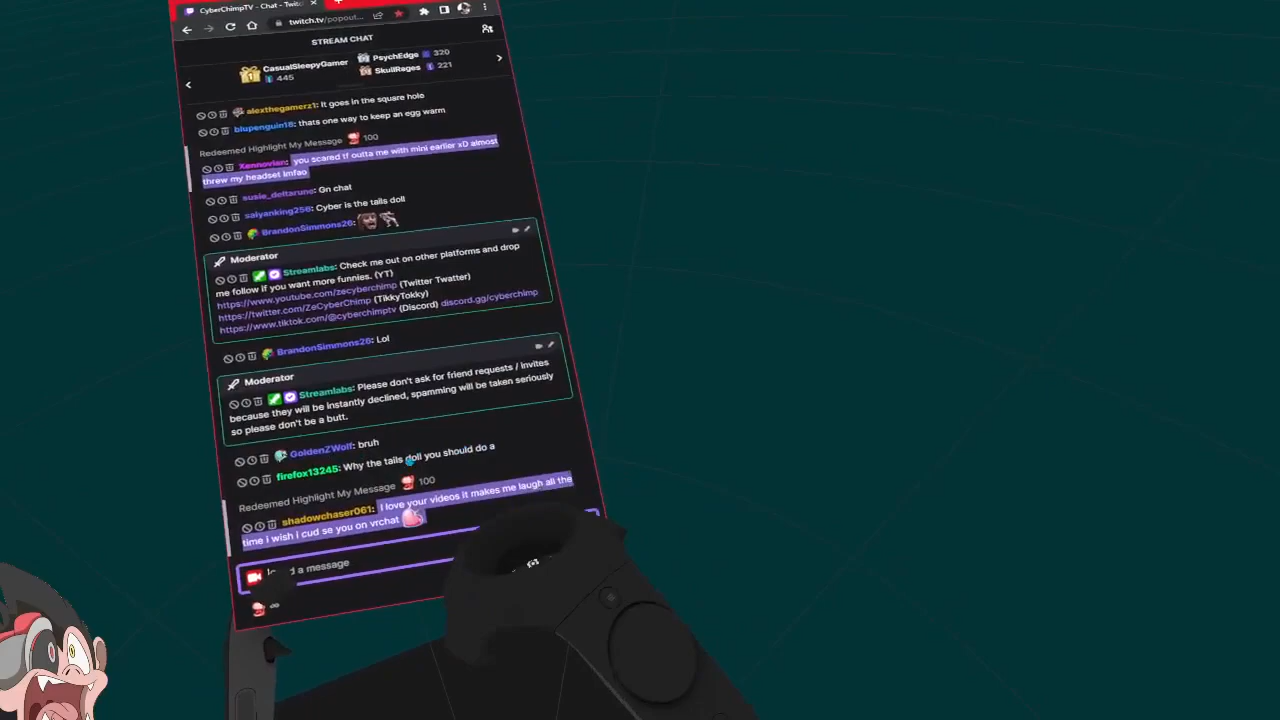 CyberChimpTV - Chat - Twitc
twitch.tv/popout...
STREAM CHAT
CasualSleepyGamer
445
PsychEdge 320
SkullRages 221
alexthegamerz1: It goes in the square hole
blupenguin18: thats one way to keep an egg warm
Redeemed Highlight My Message 100
Xennovian: you scared tf outta me with mini earlier xD almost
threw my headset lmfao
susie_deltarune: Gn chat
saiyanking256: Cyber is the tails doll
BrandonSimmons26:
Moderator
Streamlabs: Check me out on other platforms and drop
me follow if you want more funnies. (YT)
https://www.youtube.com/zecyberchimp (Twitter Twatter)
https://twitter.com/ZeCyberChimp (TikkyTokky)
https://www.tiktok.com/@cyberchimptv (Discord) discord.gg/cyberchimp
BrandonSimmons26: Lol
Moderator
Streamlabs: Please don't ask for friend requests / invites
because they will be instantly declined, spamming will be taken seriously
so please don't be a butt.
GoldenZWolf: bruh
firefox13245: Why the tails doll you should do a
Redeemed Highlight My Message 100
shadowchaser061: I love your videos it makes me laugh all the
time i wish i cud se you on vrchat
d a message
∞